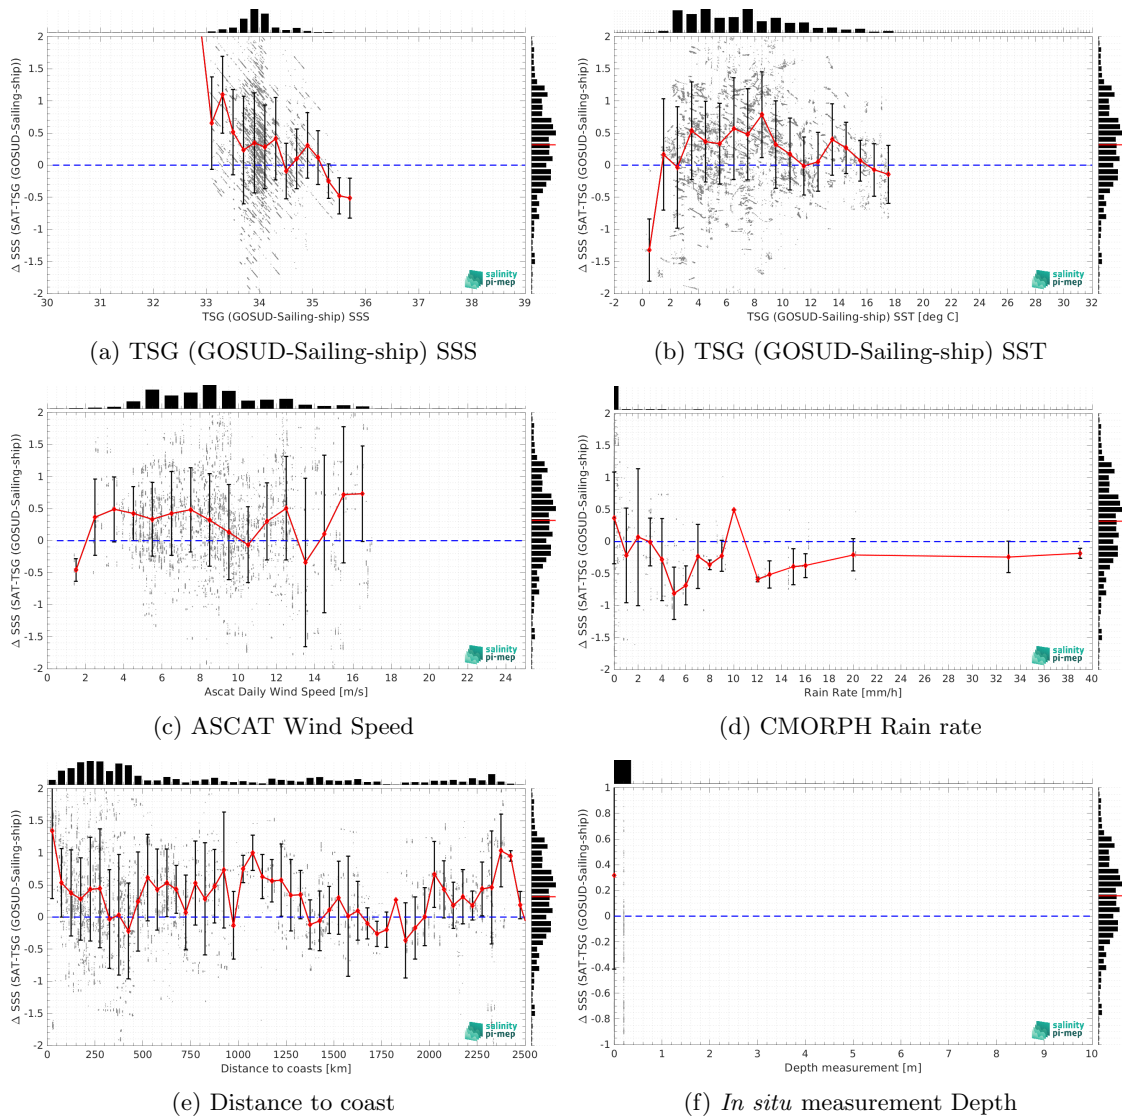 2
1.5
1
0.5
0
-0.5
-1
-1.5
-2
Δ SSS (SAT-TSG (GOSUD-Sailing-ship))
salinity
pi-mep
30 31 32 33 34 35 36 37 38 39
TSG (GOSUD-Sailing-ship) SSS
(a) TSG (GOSUD-Sailing-ship) SSS
2
1.5
1
0.5
0
-0.5
-1
-1.5
-2
Δ SSS (SAT-TSG (GOSUD-Sailing-ship))
salinity
pi-mep
-2 0 2 4 6 8 10 12 14 16 18 20 22 24 26 28 30 32
TSG (GOSUD-Sailing-ship) SST [deg C]
(b) TSG (GOSUD-Sailing-ship) SST
2
1.5
1
0.5
0
-0.5
-1
-1.5
-2
Δ SSS (SAT-TSG (GOSUD-Sailing-ship))
salinity
pi-mep
0 2 4 6 8 10 12 14 16 18 20 22 24
Ascat Daily Wind Speed [m/s]
(c) ASCAT Wind Speed
2
1.5
1
0.5
0
-0.5
-1
-1.5
-2
Δ SSS (SAT-TSG (GOSUD-Sailing-ship))
salinity
pi-mep
0 2 4 6 8 10 12 14 16 18 20 22 24 26 28 30 32 34 36 38 40
Rain Rate [mm/h]
(d) CMORPH Rain rate
2
1.5
1
0.5
0
-0.5
-1
-1.5
-2
Δ SSS (SAT-TSG (GOSUD-Sailing-ship))
salinity
pi-mep
0 250 500 750 1000 1250 1500 1750 2000 2250 2500
Distance to coasts [km]
(e) Distance to coast
1
0.8
0.6
0.4
0.2
0
-0.2
-0.4
-0.6
-0.8
-1
Δ SSS (SAT-TSG (GOSUD-Sailing-ship))
salinity
pi-mep
0 1 2 3 4 5 6 7 8 9 10
Depth measurement [m]
(f) In situ measurement Depth